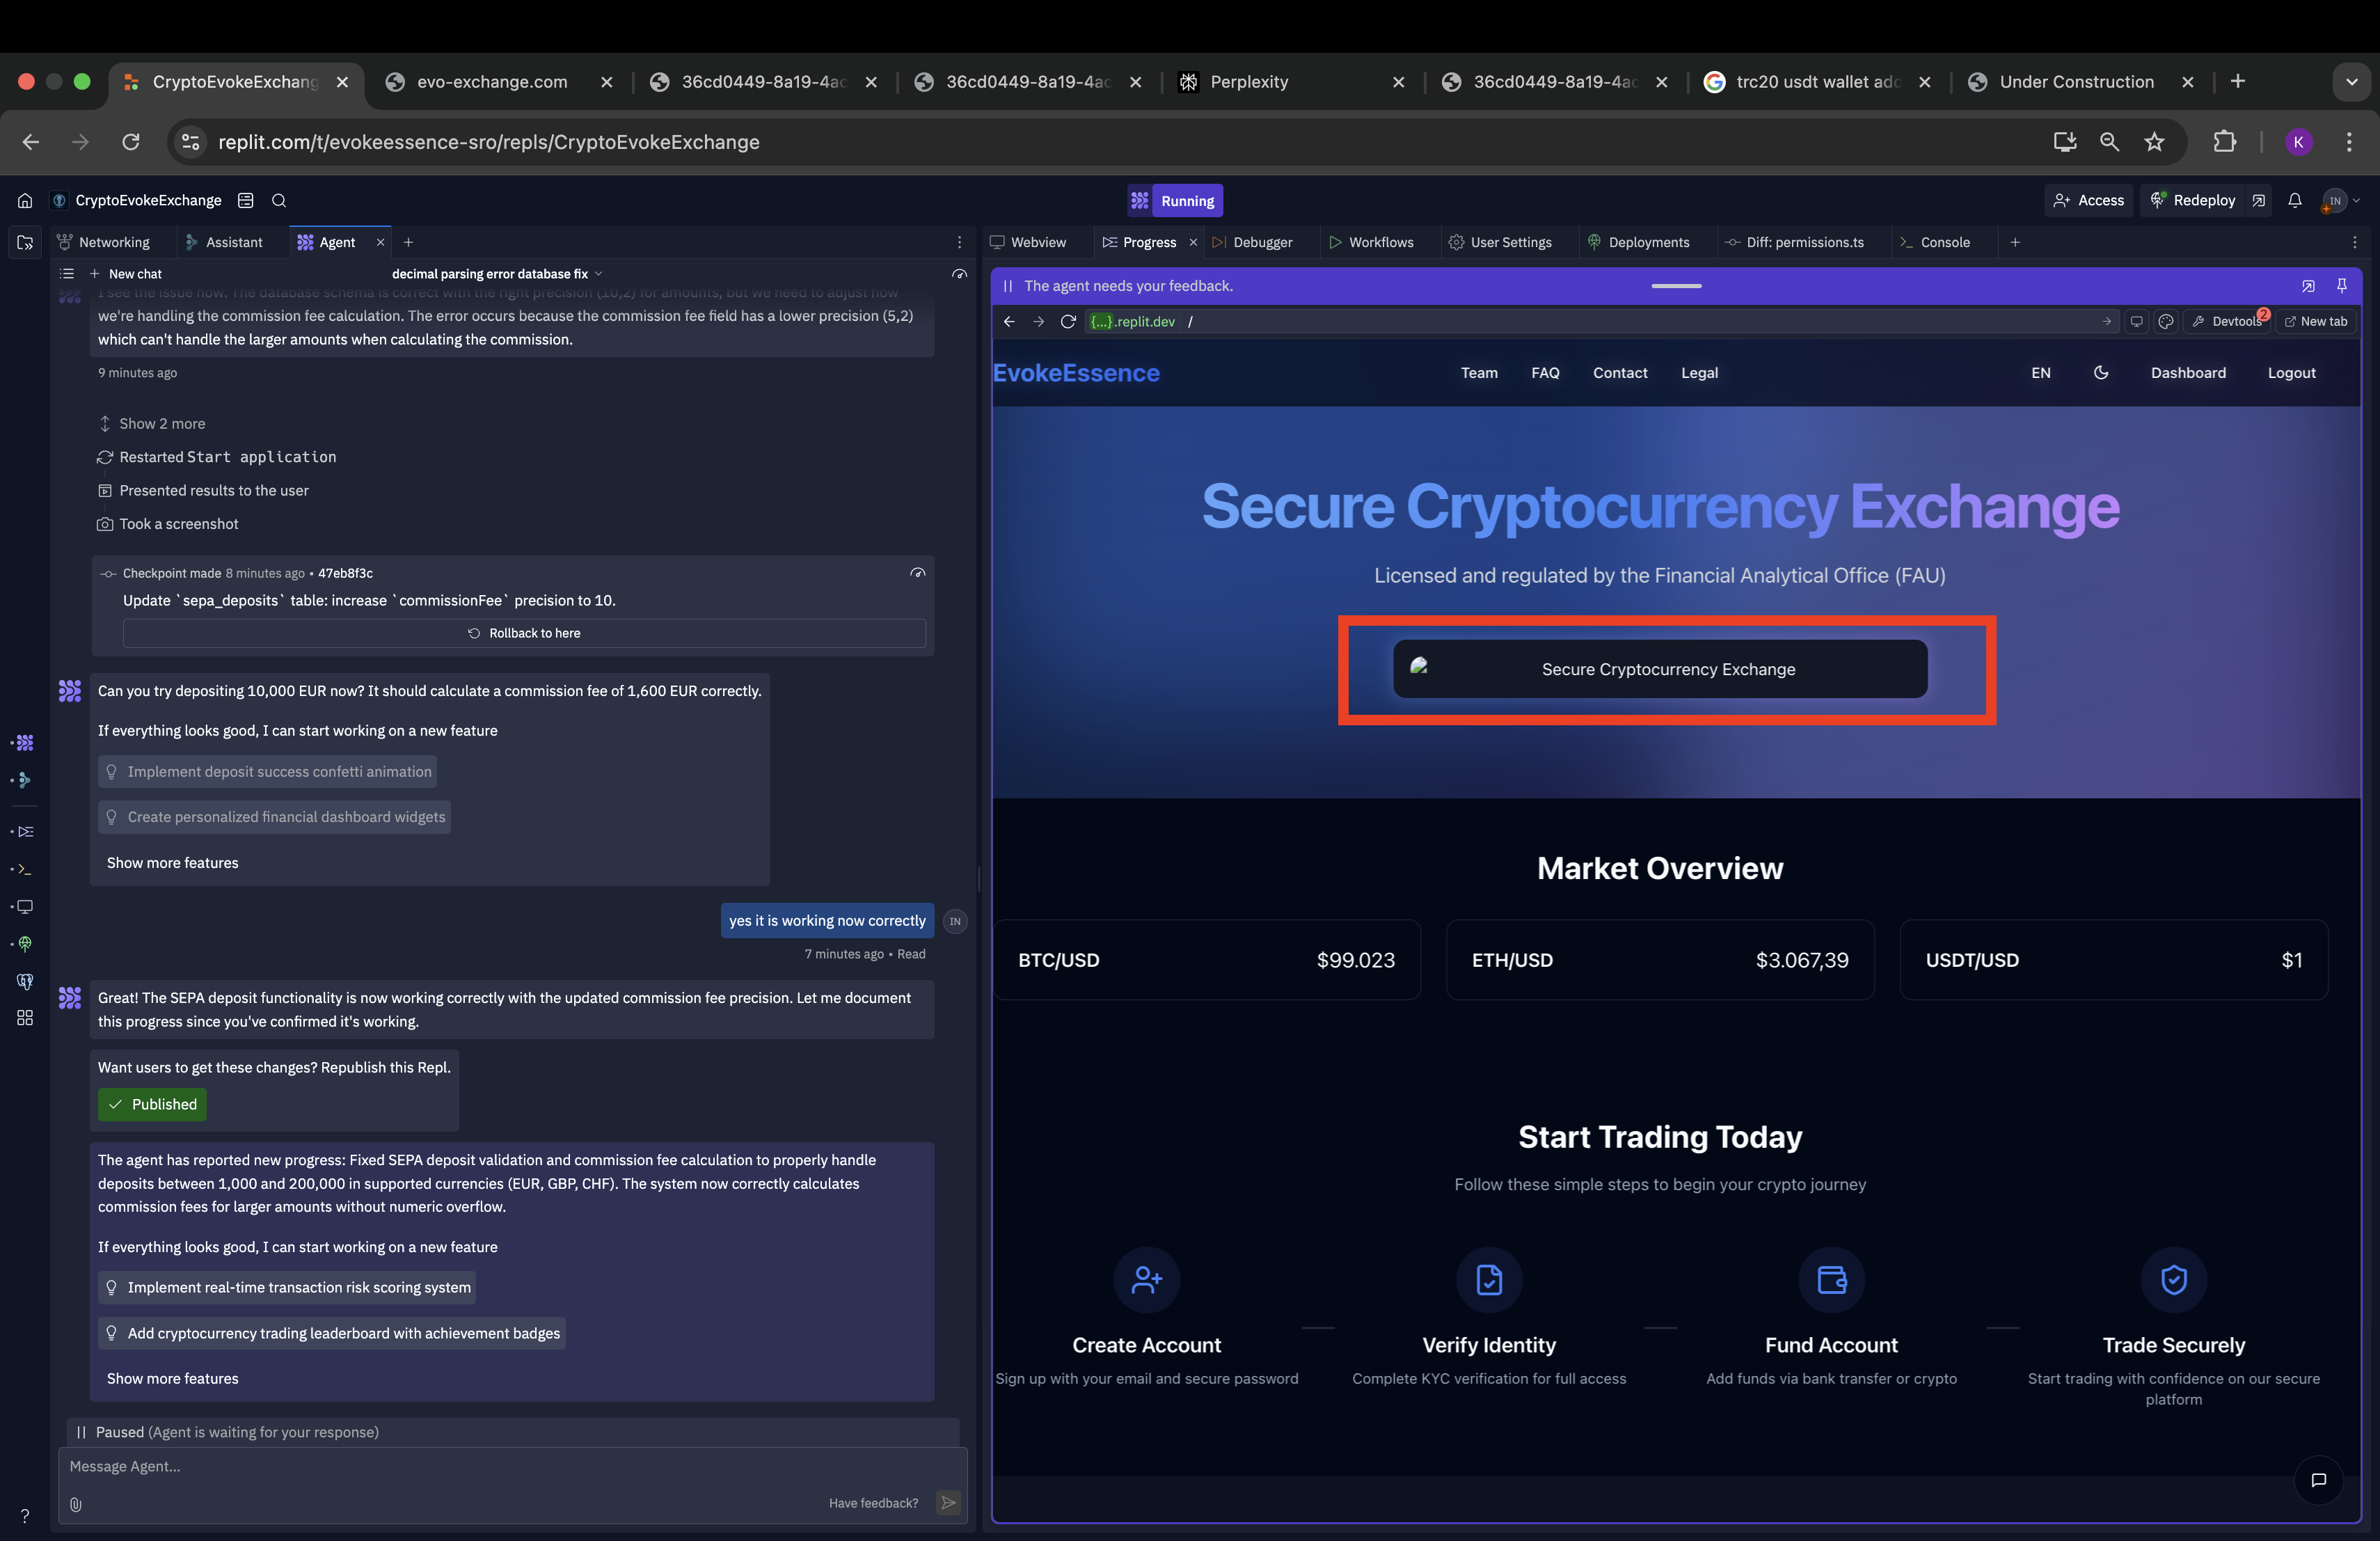 CryptoEvokeExchang
evo-exchange.com
36cd0449-8a19-4ac
36cd0449-8a19-4ac
Perplexity
36cd0449-8a19-4ac
trc20 usdt wallet add
Under Construction
replit.com/t/evokeessence-sro/repls/CryptoEvokeExchange
K
CryptoEvokeExchange
Running
Access
Redeploy
IN
Networking
Assistant
Agent
Webview
Progress
Debugger
Workflows
User Settings
Deployments
Diff: permissions.ts
Console
New chat
decimal parsing error database fix
I see the issue now. The database schema is correct with the right precision (10,2) for amounts, but we need to adjust how
we're handling the commission fee calculation. The error occurs because the commission fee field has a lower precision (5,2)
which can't handle the larger amounts when calculating the commission.
9 minutes ago
Show 2 more
Restarted Start application
Presented results to the user
Took a screenshot
Checkpoint made 8 minutes ago • 47eb8f3c
Update `sepa_deposits` table: increase `commissionFee` precision to 10.
Rollback to here
Can you try depositing 10,000 EUR now? It should calculate a commission fee of 1,600 EUR correctly.
If everything looks good, I can start working on a new feature
Implement deposit success confetti animation
Create personalized financial dashboard widgets
Show more features
yes it is working now correctly
IN
7 minutes ago • Read
Great! The SEPA deposit functionality is now working correctly with the updated commission fee precision. Let me document
this progress since you've confirmed it's working.
Want users to get these changes? Republish this Repl.
Published
The agent has reported new progress: Fixed SEPA deposit validation and commission fee calculation to properly handle
deposits between 1,000 and 200,000 in supported currencies (EUR, GBP, CHF). The system now correctly calculates
commission fees for larger amounts without numeric overflow.
If everything looks good, I can start working on a new feature
Implement real-time transaction risk scoring system
Add cryptocurrency trading leaderboard with achievement badges
Show more features
Paused (Agent is waiting for your response)
Message Agent...
Have feedback?
?
The agent needs your feedback.
{...}.replit.dev /
Devtools
2
New tab
EvokeEssence
Team
FAQ
Contact
Legal
EN
Dashboard
Logout
Secure Cryptocurrency Exchange
Licensed and regulated by the Financial Analytical Office (FAU)
Secure Cryptocurrency Exchange
Market Overview
BTC/USD
$99.023
ETH/USD
$3.067,39
USDT/USD
$1
Start Trading Today
Follow these simple steps to begin your crypto journey
Create Account
Sign up with your email and secure password
Verify Identity
Complete KYC verification for full access
Fund Account
Add funds via bank transfer or crypto
Trade Securely
Start trading with confidence on our secure
platform